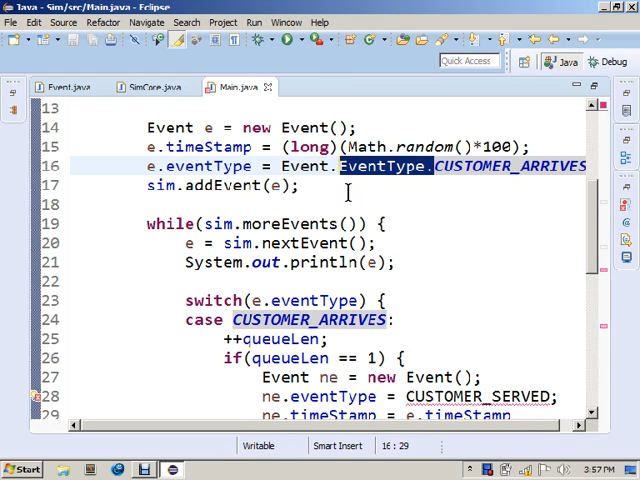 Java - Sim/src/Main.java - Eclipse
File Edit Source Refactor Navigate Search Project Run Window Help
Quick Access
Java
Debug
Event.java
SimCore.java
Main.java
13
14 Event e = new Event();
15 e.timeStamp = (long)(Math.random()*100);
16 e.eventType = Event.EventType.CUSTOMER_ARRIVES
17 sim.addEvent(e);
18
19 while(sim.moreEvents()) {
20 e = sim.nextEvent();
21 System.out.println(e);
22
23 switch(e.eventType) {
24 case CUSTOMER_ARRIVES:
25 ++queueLen;
26 if(queueLen == 1) {
27 Event ne = new Event();
28 ne.eventType = CUSTOMER_SERVED;
29 ne.timeStamp = e.timeStamp
Writable
Smart Insert
16 : 29
Start
3:57 PM